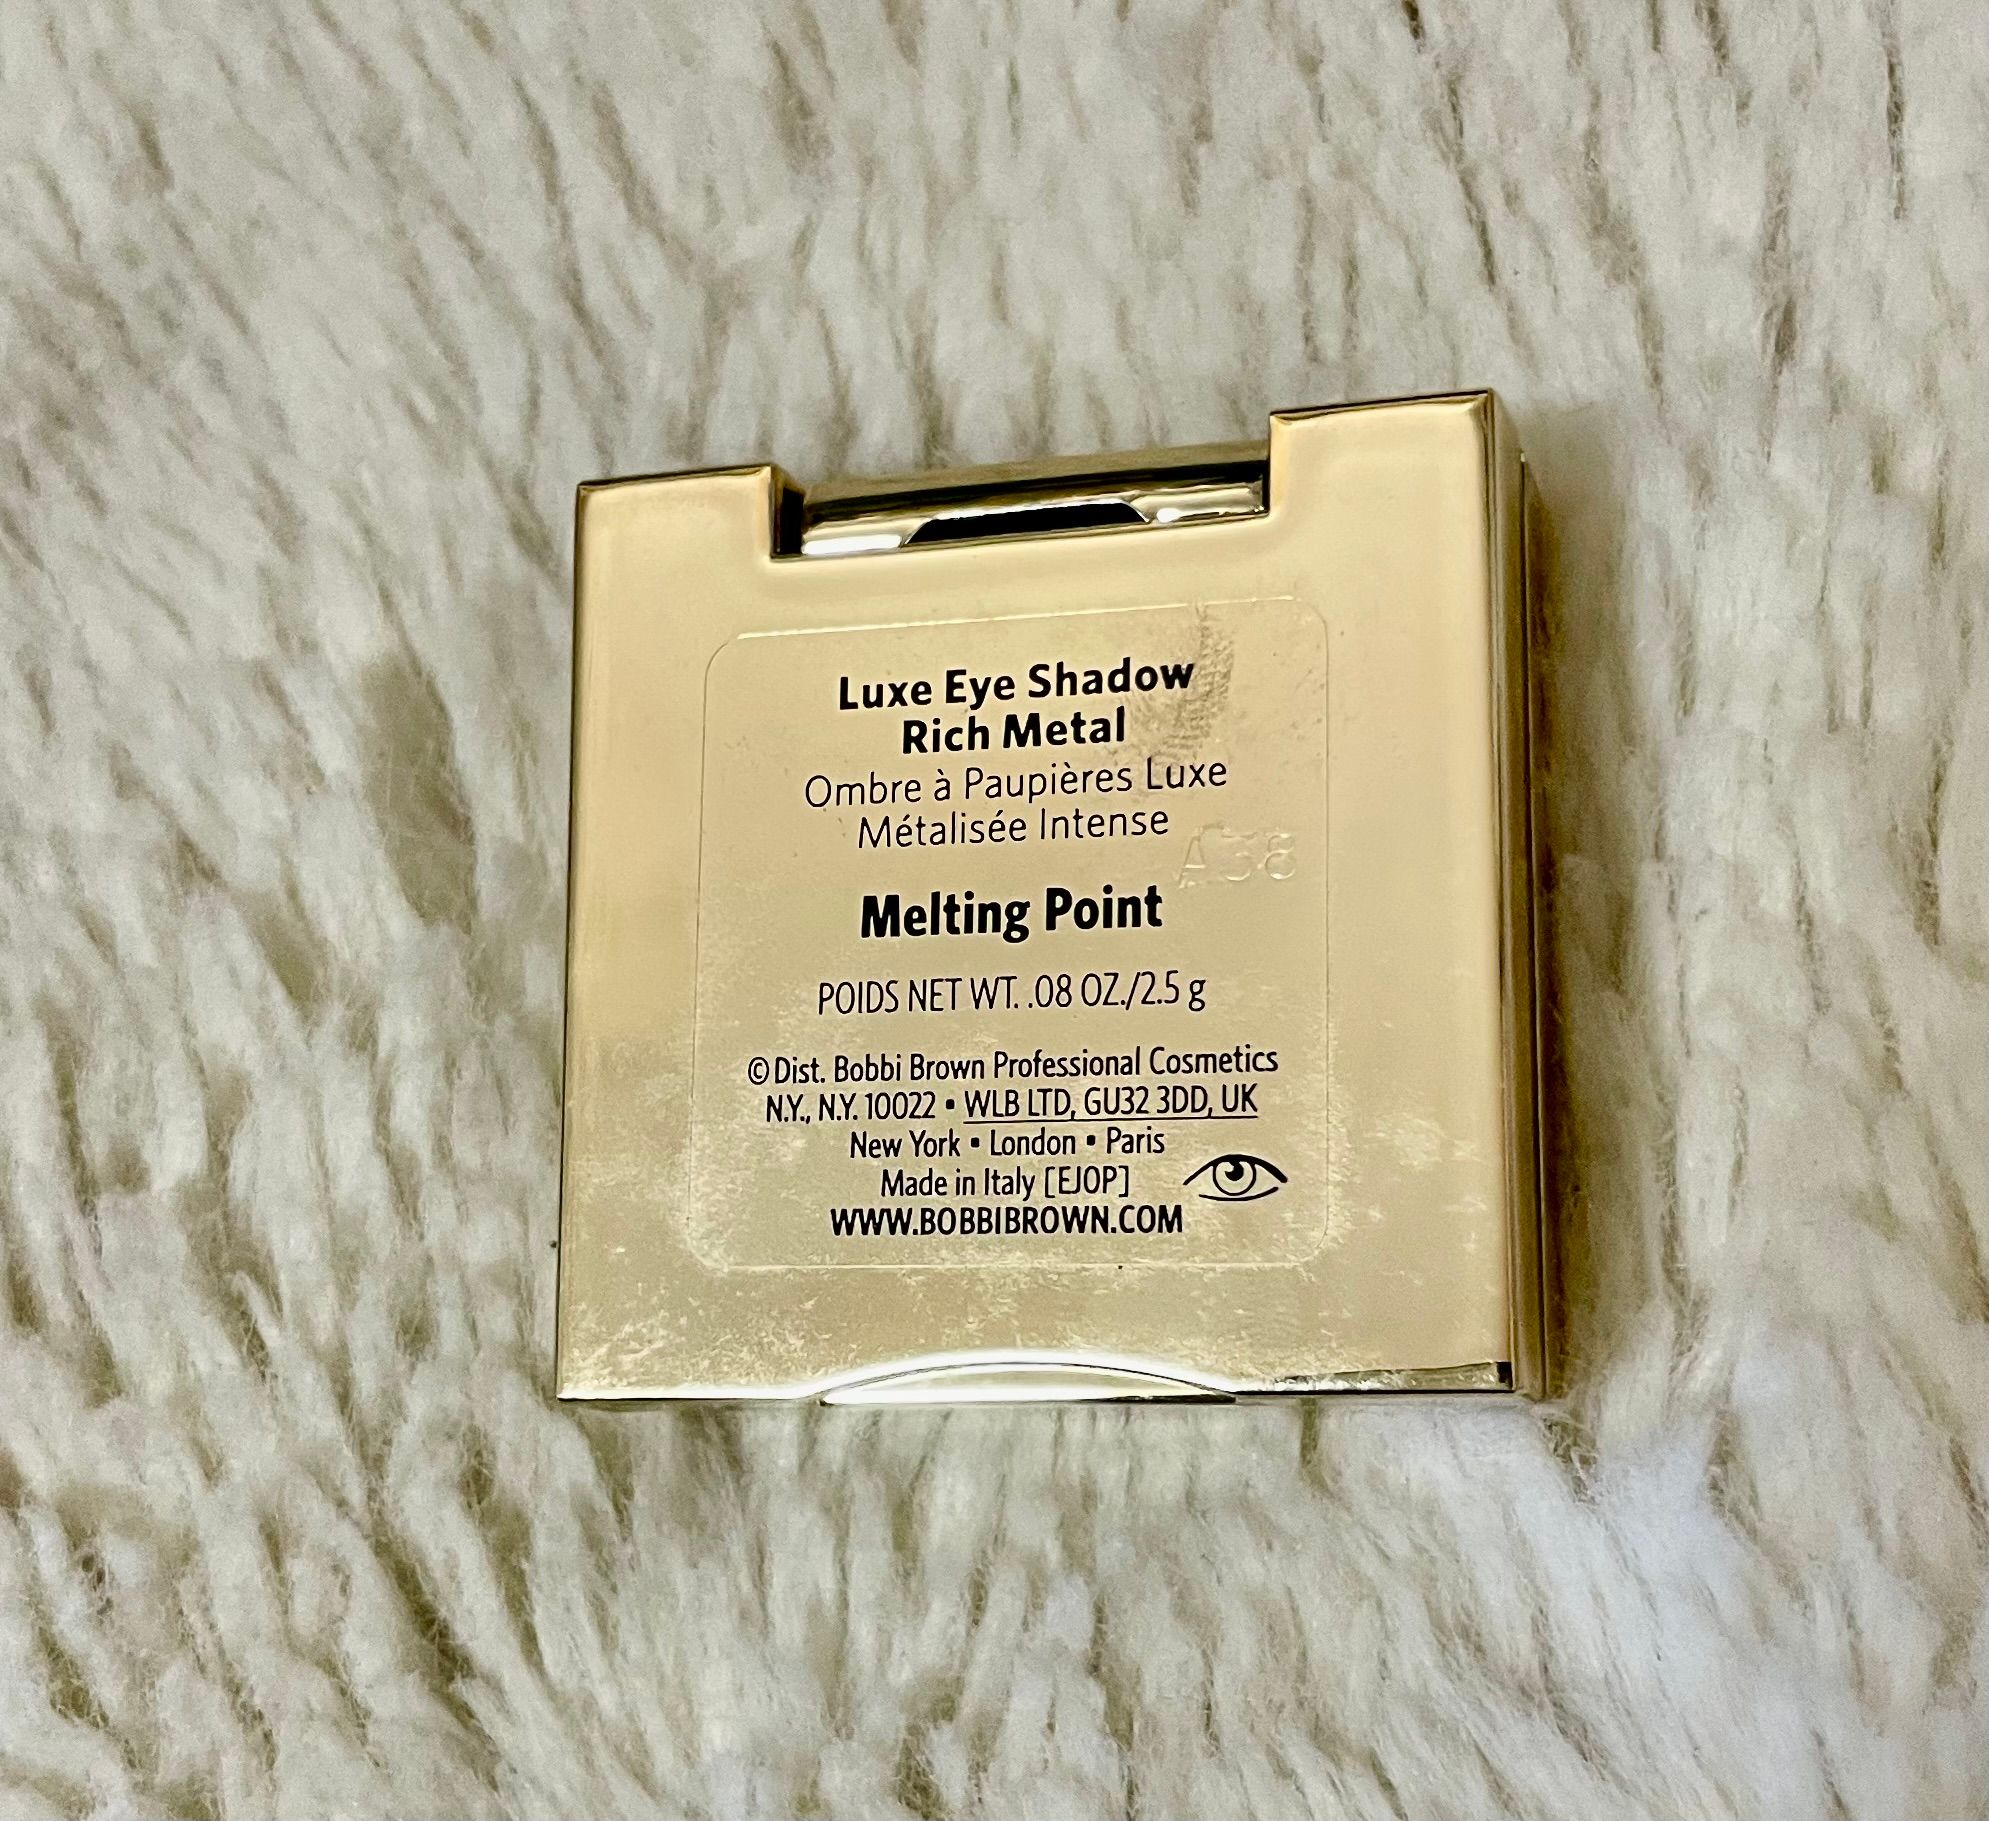 Luxe Eye Shadow
Rich Metal
Ombre à Paupières Luxe
Métalisée Intense
A38
Melting Point
POIDS NET WT. .08 OZ./2.5 g
©Dist. Bobbi Brown Professional Cosmetics
N.Y., N.Y. 10022 ▪ WLB LTD, GU32 3DD, UK
New York ▪ London ▪ Paris
Made in Italy [EJOP]
WWW.BOBBIBROWN.COM